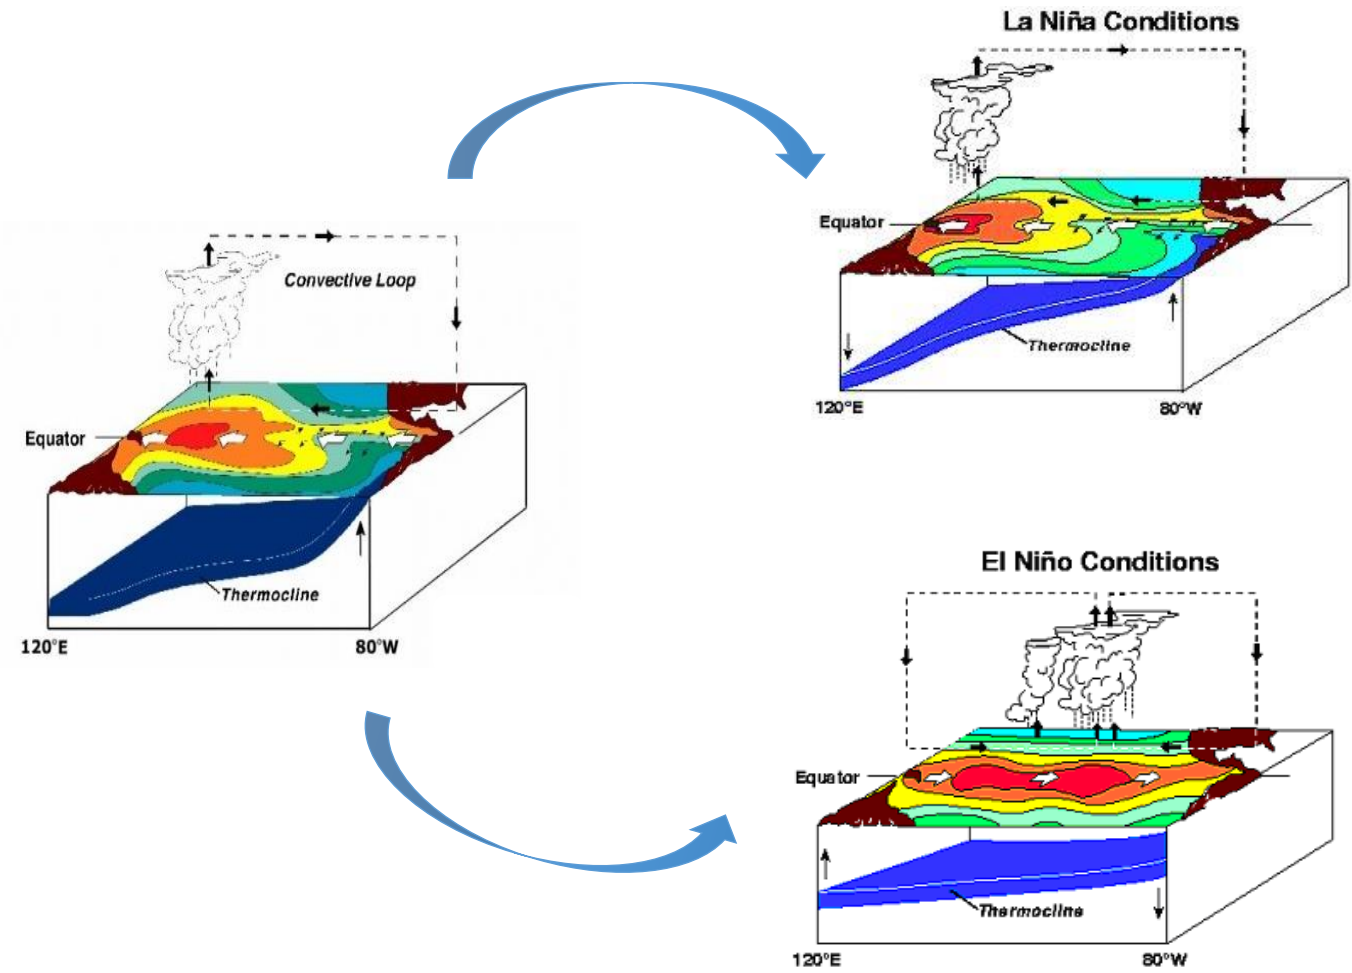 La Niña Conditions
Equator
Thermocline
120°E
80°W
Convective Loop
Equator
Thermocline
120°E
80°W
El Niño Conditions
Equator
Thermocline
120°E
80°W